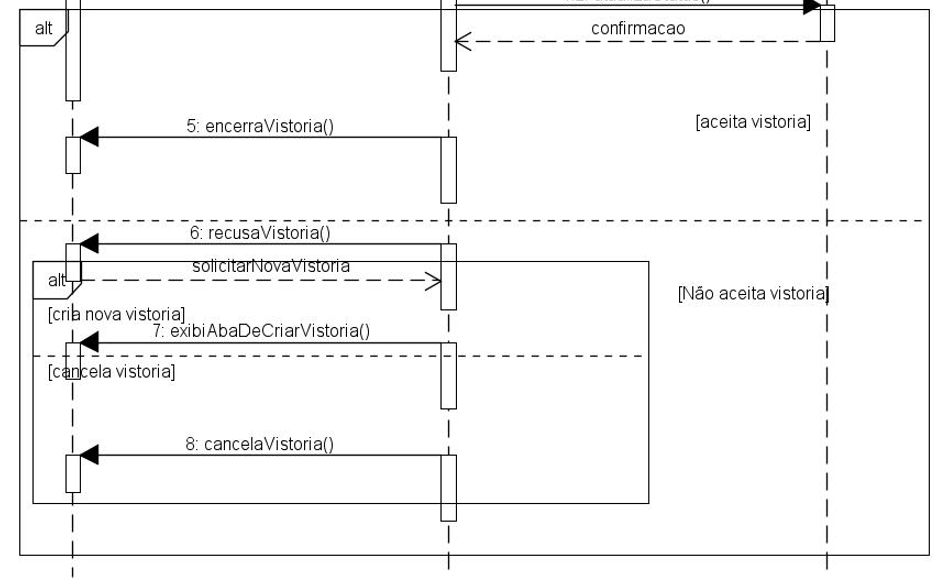 alt
confirmacao
[aceita vistoria]
5: encerraVistoria()
6: recusaVistoria()
solicitarNovaVistoria
alt
[Não aceita vistoria]
[cria nova vistoria]
7: exibiAbaDeCriarVistoria()
[cancela vistoria]
8: cancelaVistoria()